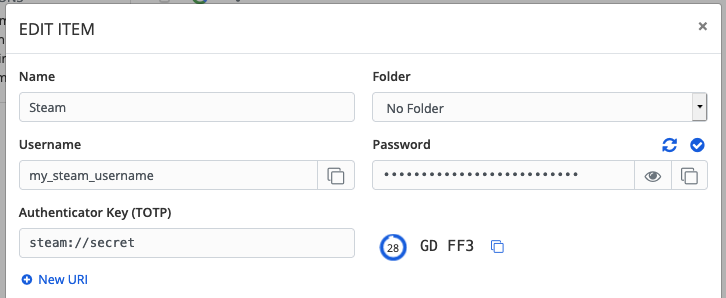 EDIT ITEM ×
Name Folder
Steam No Folder
Username Password
my_steam_username ••••••••••••••••••••••••••
Authenticator Key (TOTP)
steam://secret 28 GD FF3
New URI